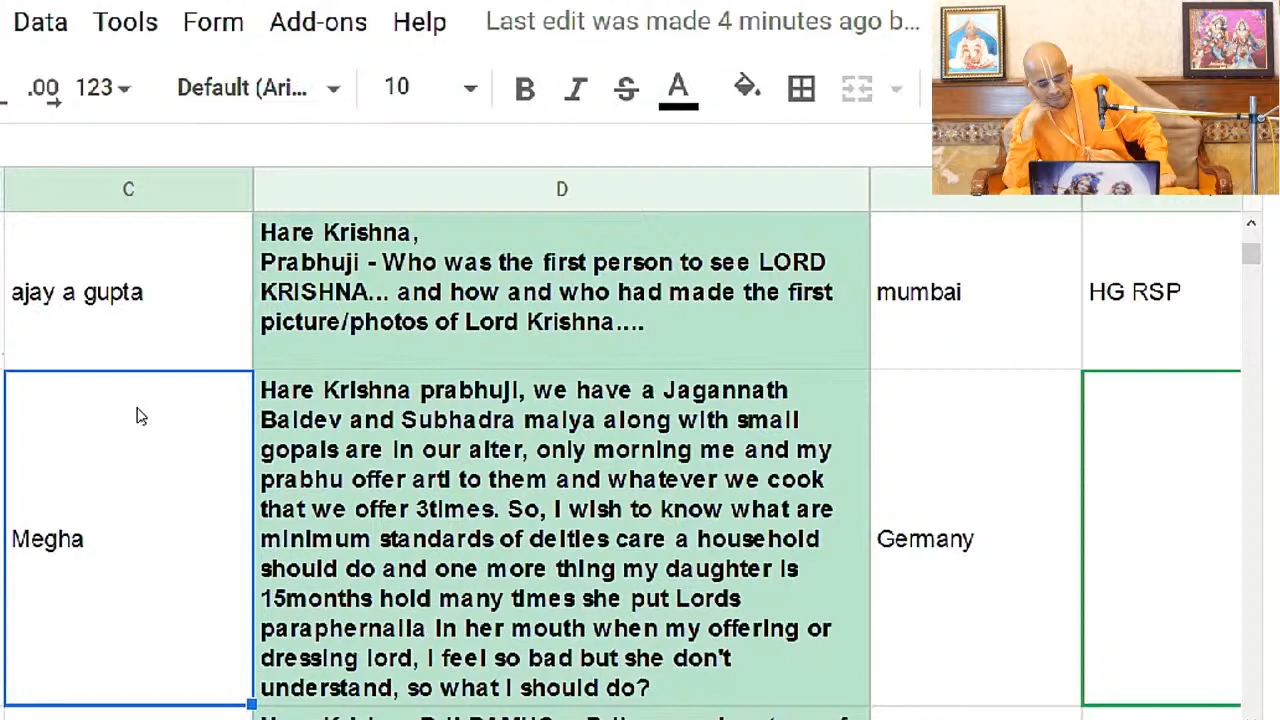 Data Tools Form Add-ons Help Last edit was made 4 minutes ago b...
.00 123 Default (Ari... 10 B I S A
C D
ajay a gupta
Hare Krishna,
Prabhuji - Who was the first person to see LORD
KRISHNA... and how and who had made the first
picture/photos of Lord Krishna....
mumbai
HG RSP
Megha
Hare Krishna prabhuji, we have a Jagannath
Baldev and Subhadra maiya along with small
gopals are in our alter, only morning me and my
prabhu offer arti to them and whatever we cook
that we offer 3times. So, I wish to know what are
minimum standards of deities care a household
should do and one more thing my daughter is
15months hold many times she put Lords
paraphernalia in her mouth when my offering or
dressing lord, I feel so bad but she don't
understand, so what I should do?
Germany